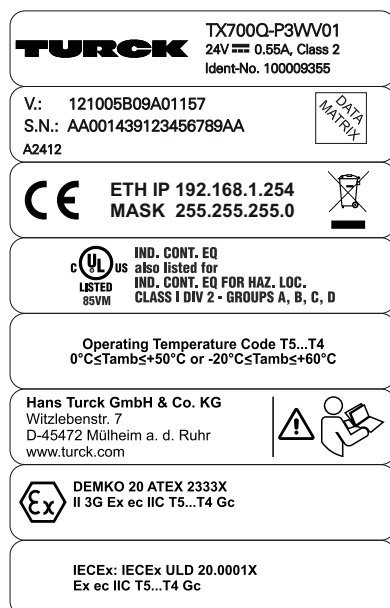 TURCK
TX700Q-P3WV01
24V ⎓ 0.55A, Class 2
Ident-No. 100009355
V.: 121005B09A01157
S.N.: AA001439123456789AA
A2412
DATA
MATRIX
CE
ETH IP 192.168.1.254
MASK 255.255.255.0
C UL US
LISTED
85VM
IND. CONT. EQ
also listed for
IND. CONT. EQ FOR HAZ. LOC.
CLASS I DIV 2 - GROUPS A, B, C, D
Operating Temperature Code T5...T4
0°C≤Tamb≤+50°C or -20°C≤Tamb≤+60°C
Hans Turck GmbH & Co. KG
Witzlebenstr. 7
D-45472 Mülheim a. d. Ruhr
www.turck.com
Ex
DEMKO 20 ATEX 2333X
II 3G Ex ec IIC T5...T4 Gc
IECEx: IECEx ULD 20.0001X
Ex ec IIC T5...T4 Gc